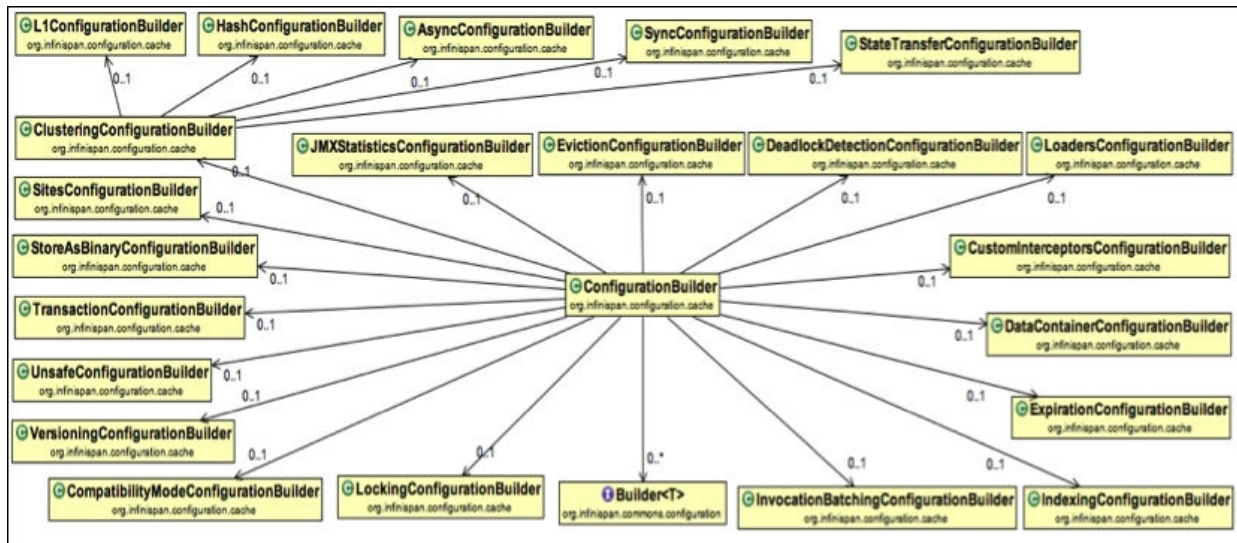 L1ConfigurationBuilder
org.infinispan.configuration.cache
HashConfigurationBuilder
org.infinispan.configuration.cache
AsyncConfigurationBuilder
org.infinispan.configuration.cache
SyncConfigurationBuilder
org.infinispan.configuration.cache
StateTransferConfigurationBuilder
org.infinispan.configuration.cache
0..1
0..1
0..1
0..1
0..1
ClusteringConfigurationBuilder
org.infinispan.configuration.cache
JMXStatisticsConfigurationBuilder
org.infinispan.configuration.cache
EvictionConfigurationBuilder
org.infinispan.configuration.cache
DeadlockDetectionConfigurationBuilder
org.infinispan.configuration.cache
LoadersConfigurationBuilder
org.infinispan.configuration.cache
0..1
0..1
0..1
0..1
0..1
SitesConfigurationBuilder
org.infinispan.configuration.cache
0..1
StoreAsBinaryConfigurationBuilder
org.infinispan.configuration.cache
0..1
CustomInterceptorsConfigurationBuilder
org.infinispan.configuration.cache
0..1
ConfigurationBuilder
org.infinispan.configuration.cache
TransactionConfigurationBuilder
org.infinispan.configuration.cache
0..1
DataContainerConfigurationBuilder
org.infinispan.configuration.cache
0..1
UnsafeConfigurationBuilder
org.infinispan.configuration.cache
0..1
ExpirationConfigurationBuilder
org.infinispan.configuration.cache
0..1
VersioningConfigurationBuilder
org.infinispan.configuration.cache
0..1
0..1
0..1
0..*
0..1
0..1
CompatibilityModeConfigurationBuilder
org.infinispan.configuration.cache
LockingConfigurationBuilder
org.infinispan.configuration.cache
Builder<T>
org.infinispan.commons.configuration
InvocationBatchingConfigurationBuilder
org.infinispan.configuration.cache
IndexingConfigurationBuilder
org.infinispan.configuration.cache